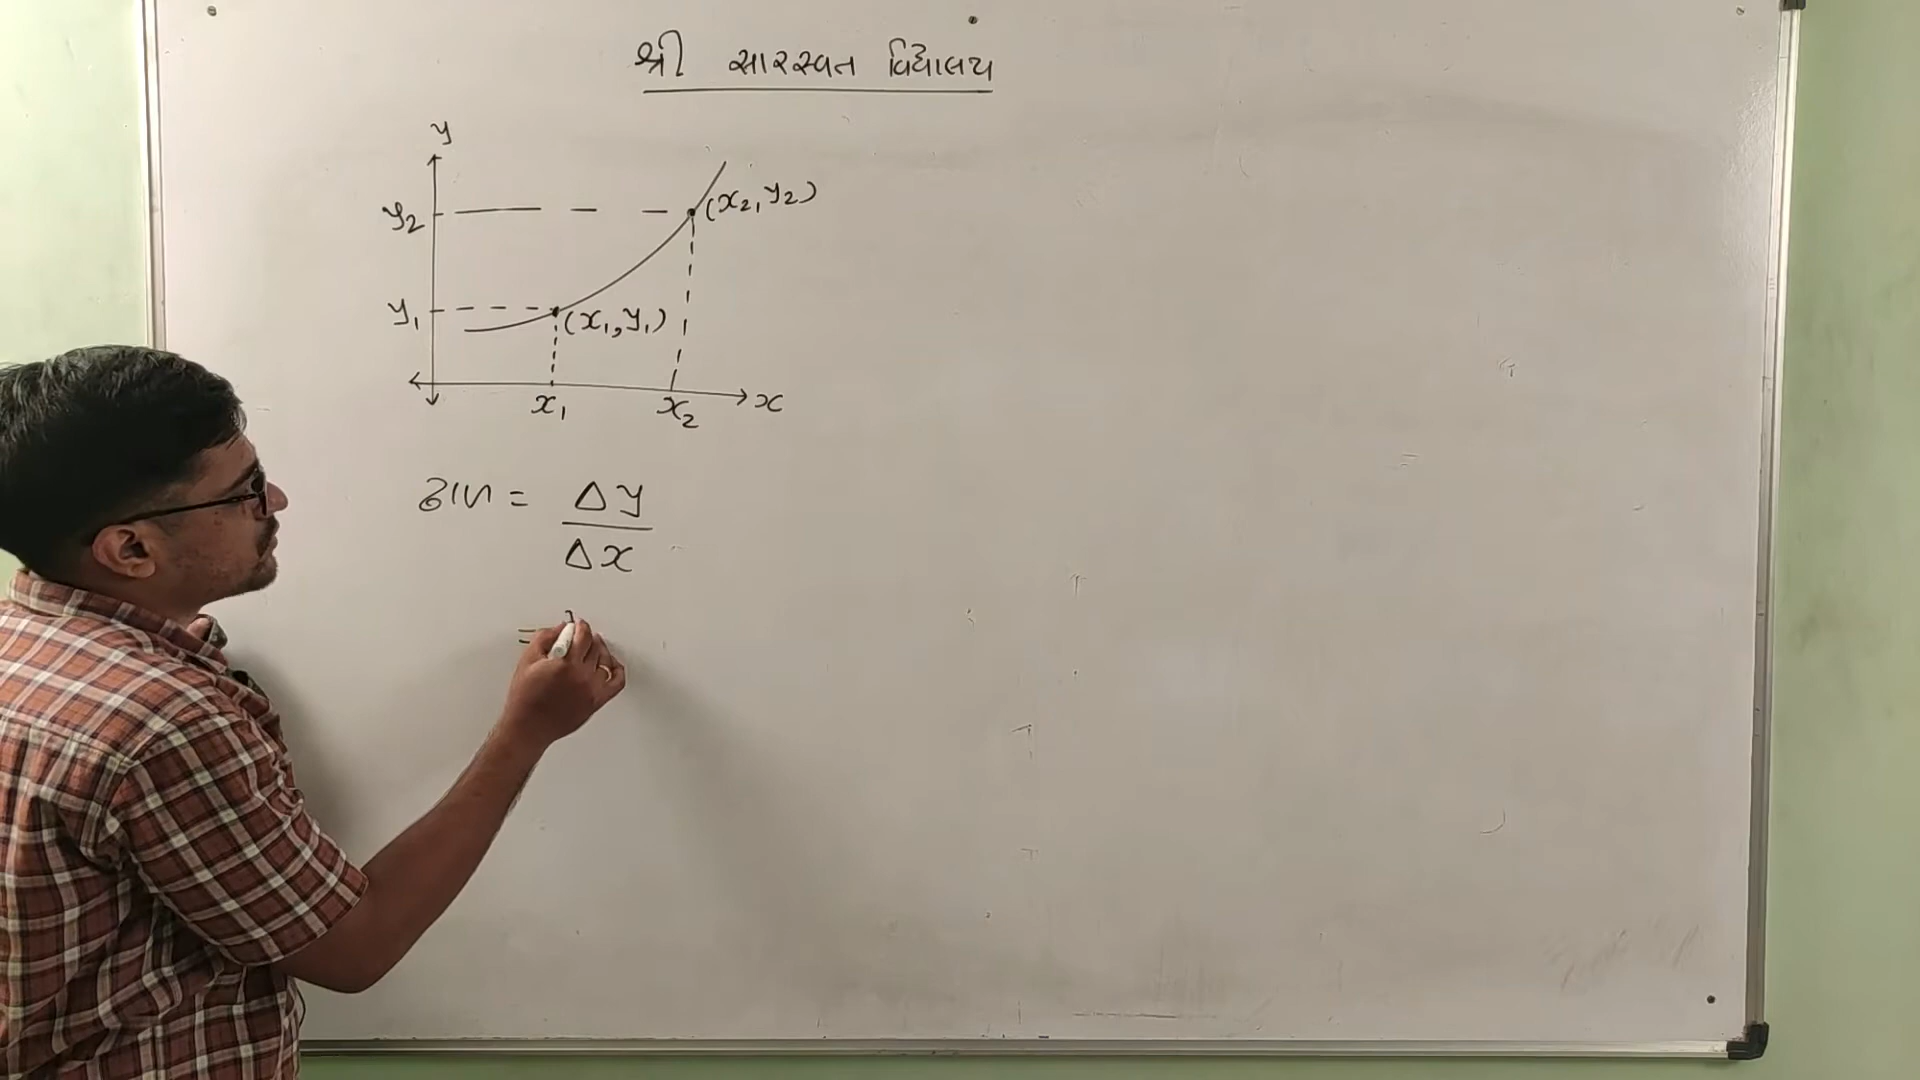 શ્રી સારસ્વત વિદ્યાલય
y
y₂
(x₂, y₂)
y₁
(x₁, y₁)
x₁
x₂
x
ઢાળ = Δy / Δx
=